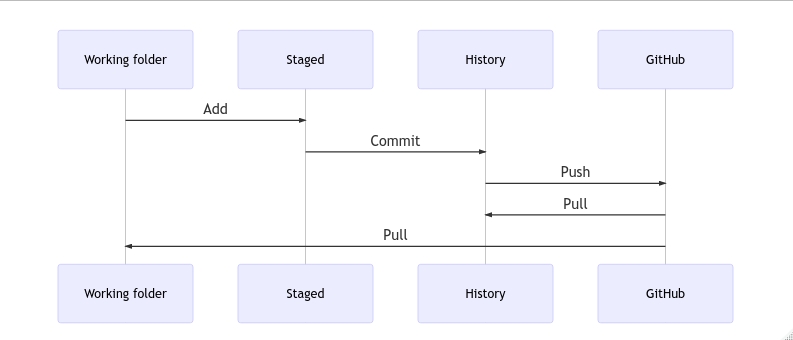 Working folder
Staged
History
GitHub
Add
Commit
Push
Pull
Pull
Working folder
Staged
History
GitHub